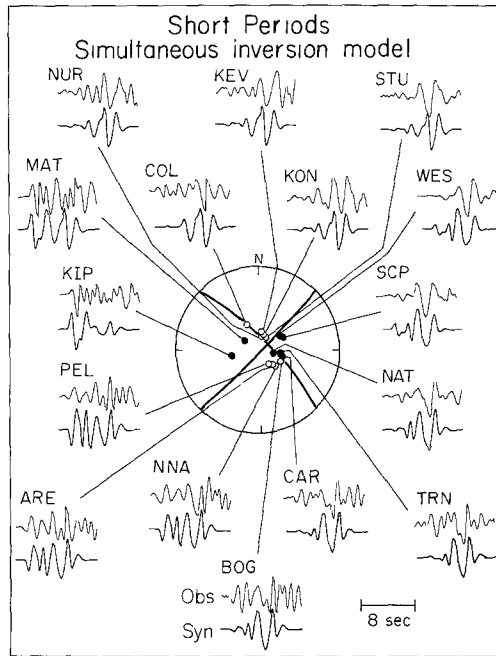 Short Periods
Simultaneous inversion model
NUR
KEV
STU
MAT
COL
KON
WES
KIP
N
SCP
PEL
NAT
ARE
NNA
CAR
TRN
BOG
Obs
Syn
8 sec